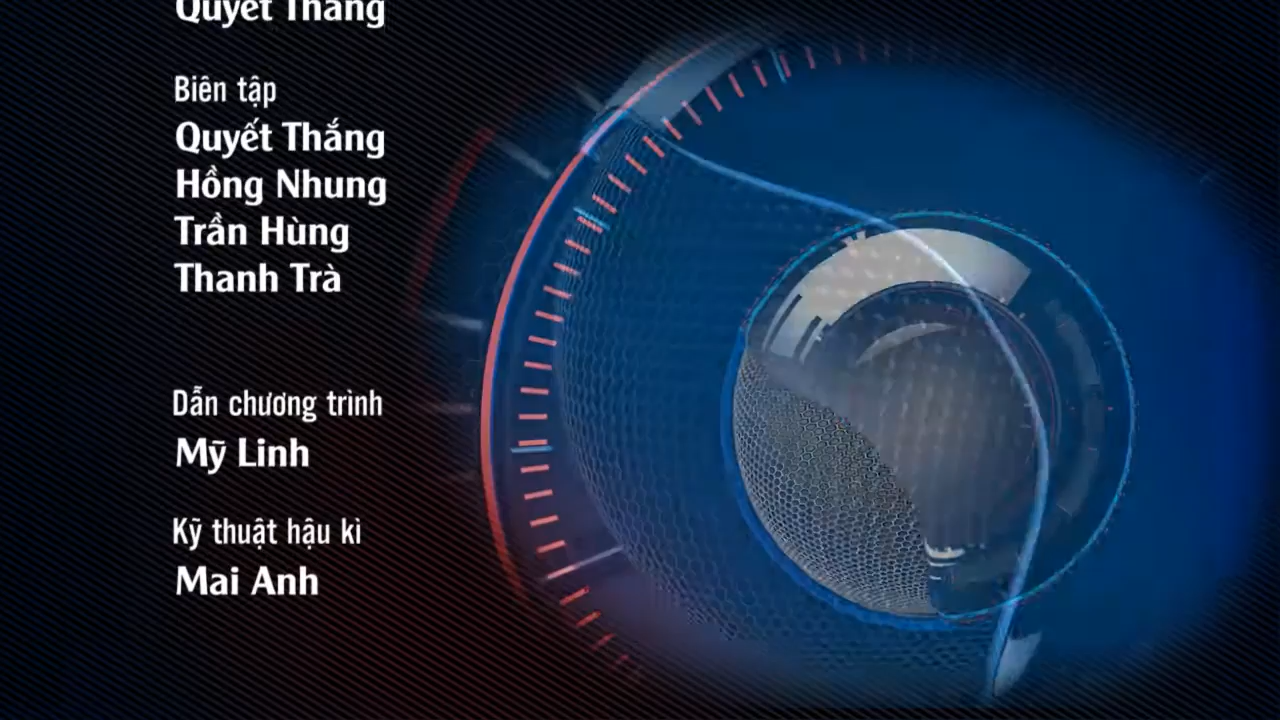 Quyết Thắng
Biên tập
Quyết Thắng
Hồng Nhung
Trần Hùng
Thanh Trà
Dẫn chương trình
Mỹ Linh
Kỹ thuật hậu kì
Mai Anh